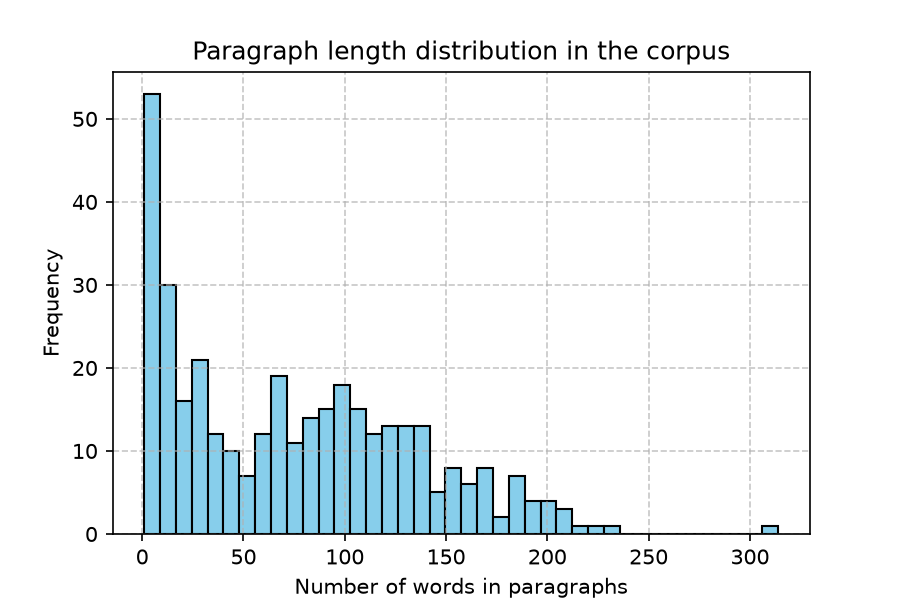 Paragraph length distribution in the corpus
Frequency
50
40
30
20
10
0
0 50 100 150 200 250 300
Number of words in paragraphs